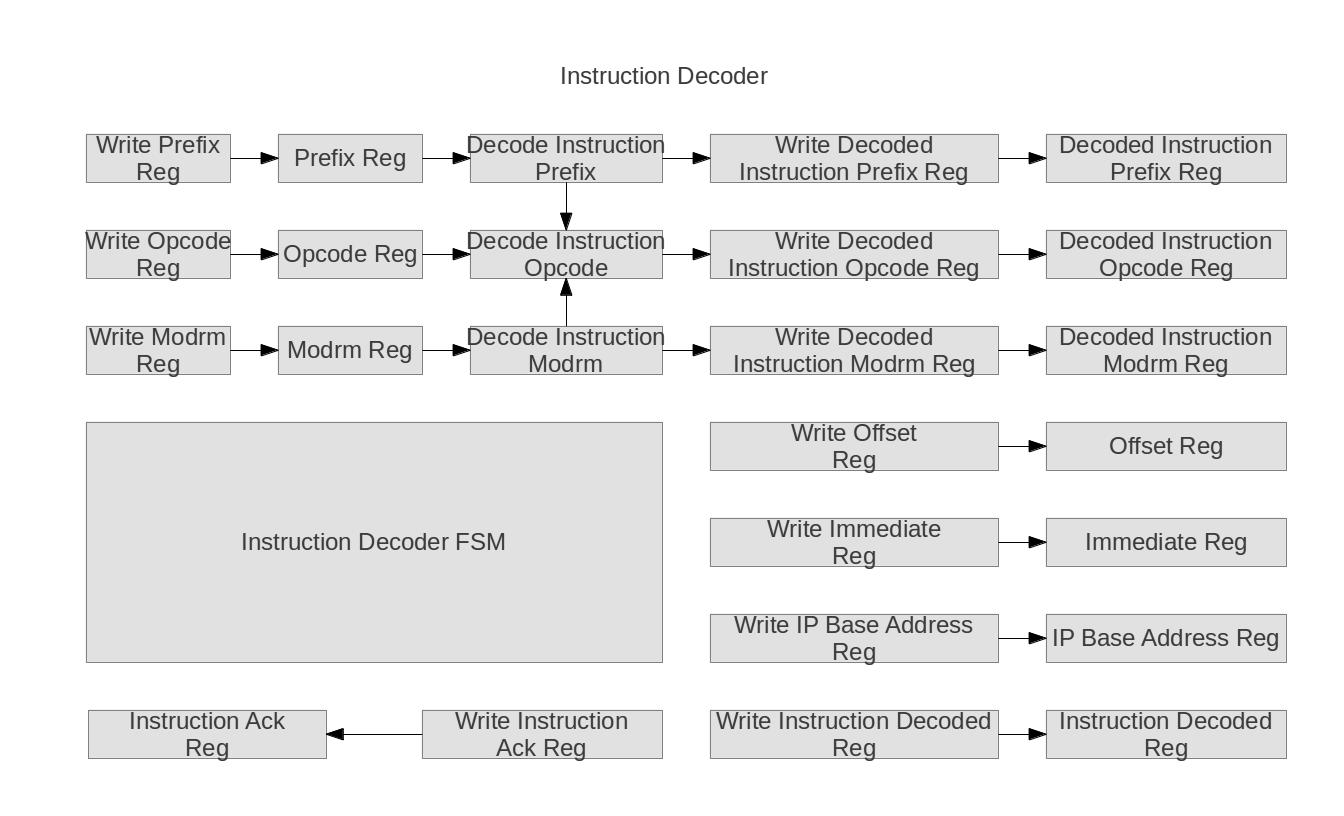 Instruction Decoder
Write Prefix
Reg
Prefix Reg
Decode Instruction
Prefix
Write Decoded
Instruction Prefix Reg
Decoded Instruction
Prefix Reg
Write Opcode
Reg
Opcode Reg
Decode Instruction
Opcode
Write Decoded
Instruction Opcode Reg
Decoded Instruction
Opcode Reg
Write Modrm
Reg
Modrm Reg
Decode Instruction
Modrm
Write Decoded
Instruction Modrm Reg
Decoded Instruction
Modrm Reg
Instruction Decoder FSM
Write Offset
Reg
Offset Reg
Write Immediate
Reg
Immediate Reg
Write IP Base Address
Reg
IP Base Address Reg
Instruction Ack
Reg
Write Instruction
Ack Reg
Write Instruction Decoded
Reg
Instruction Decoded
Reg